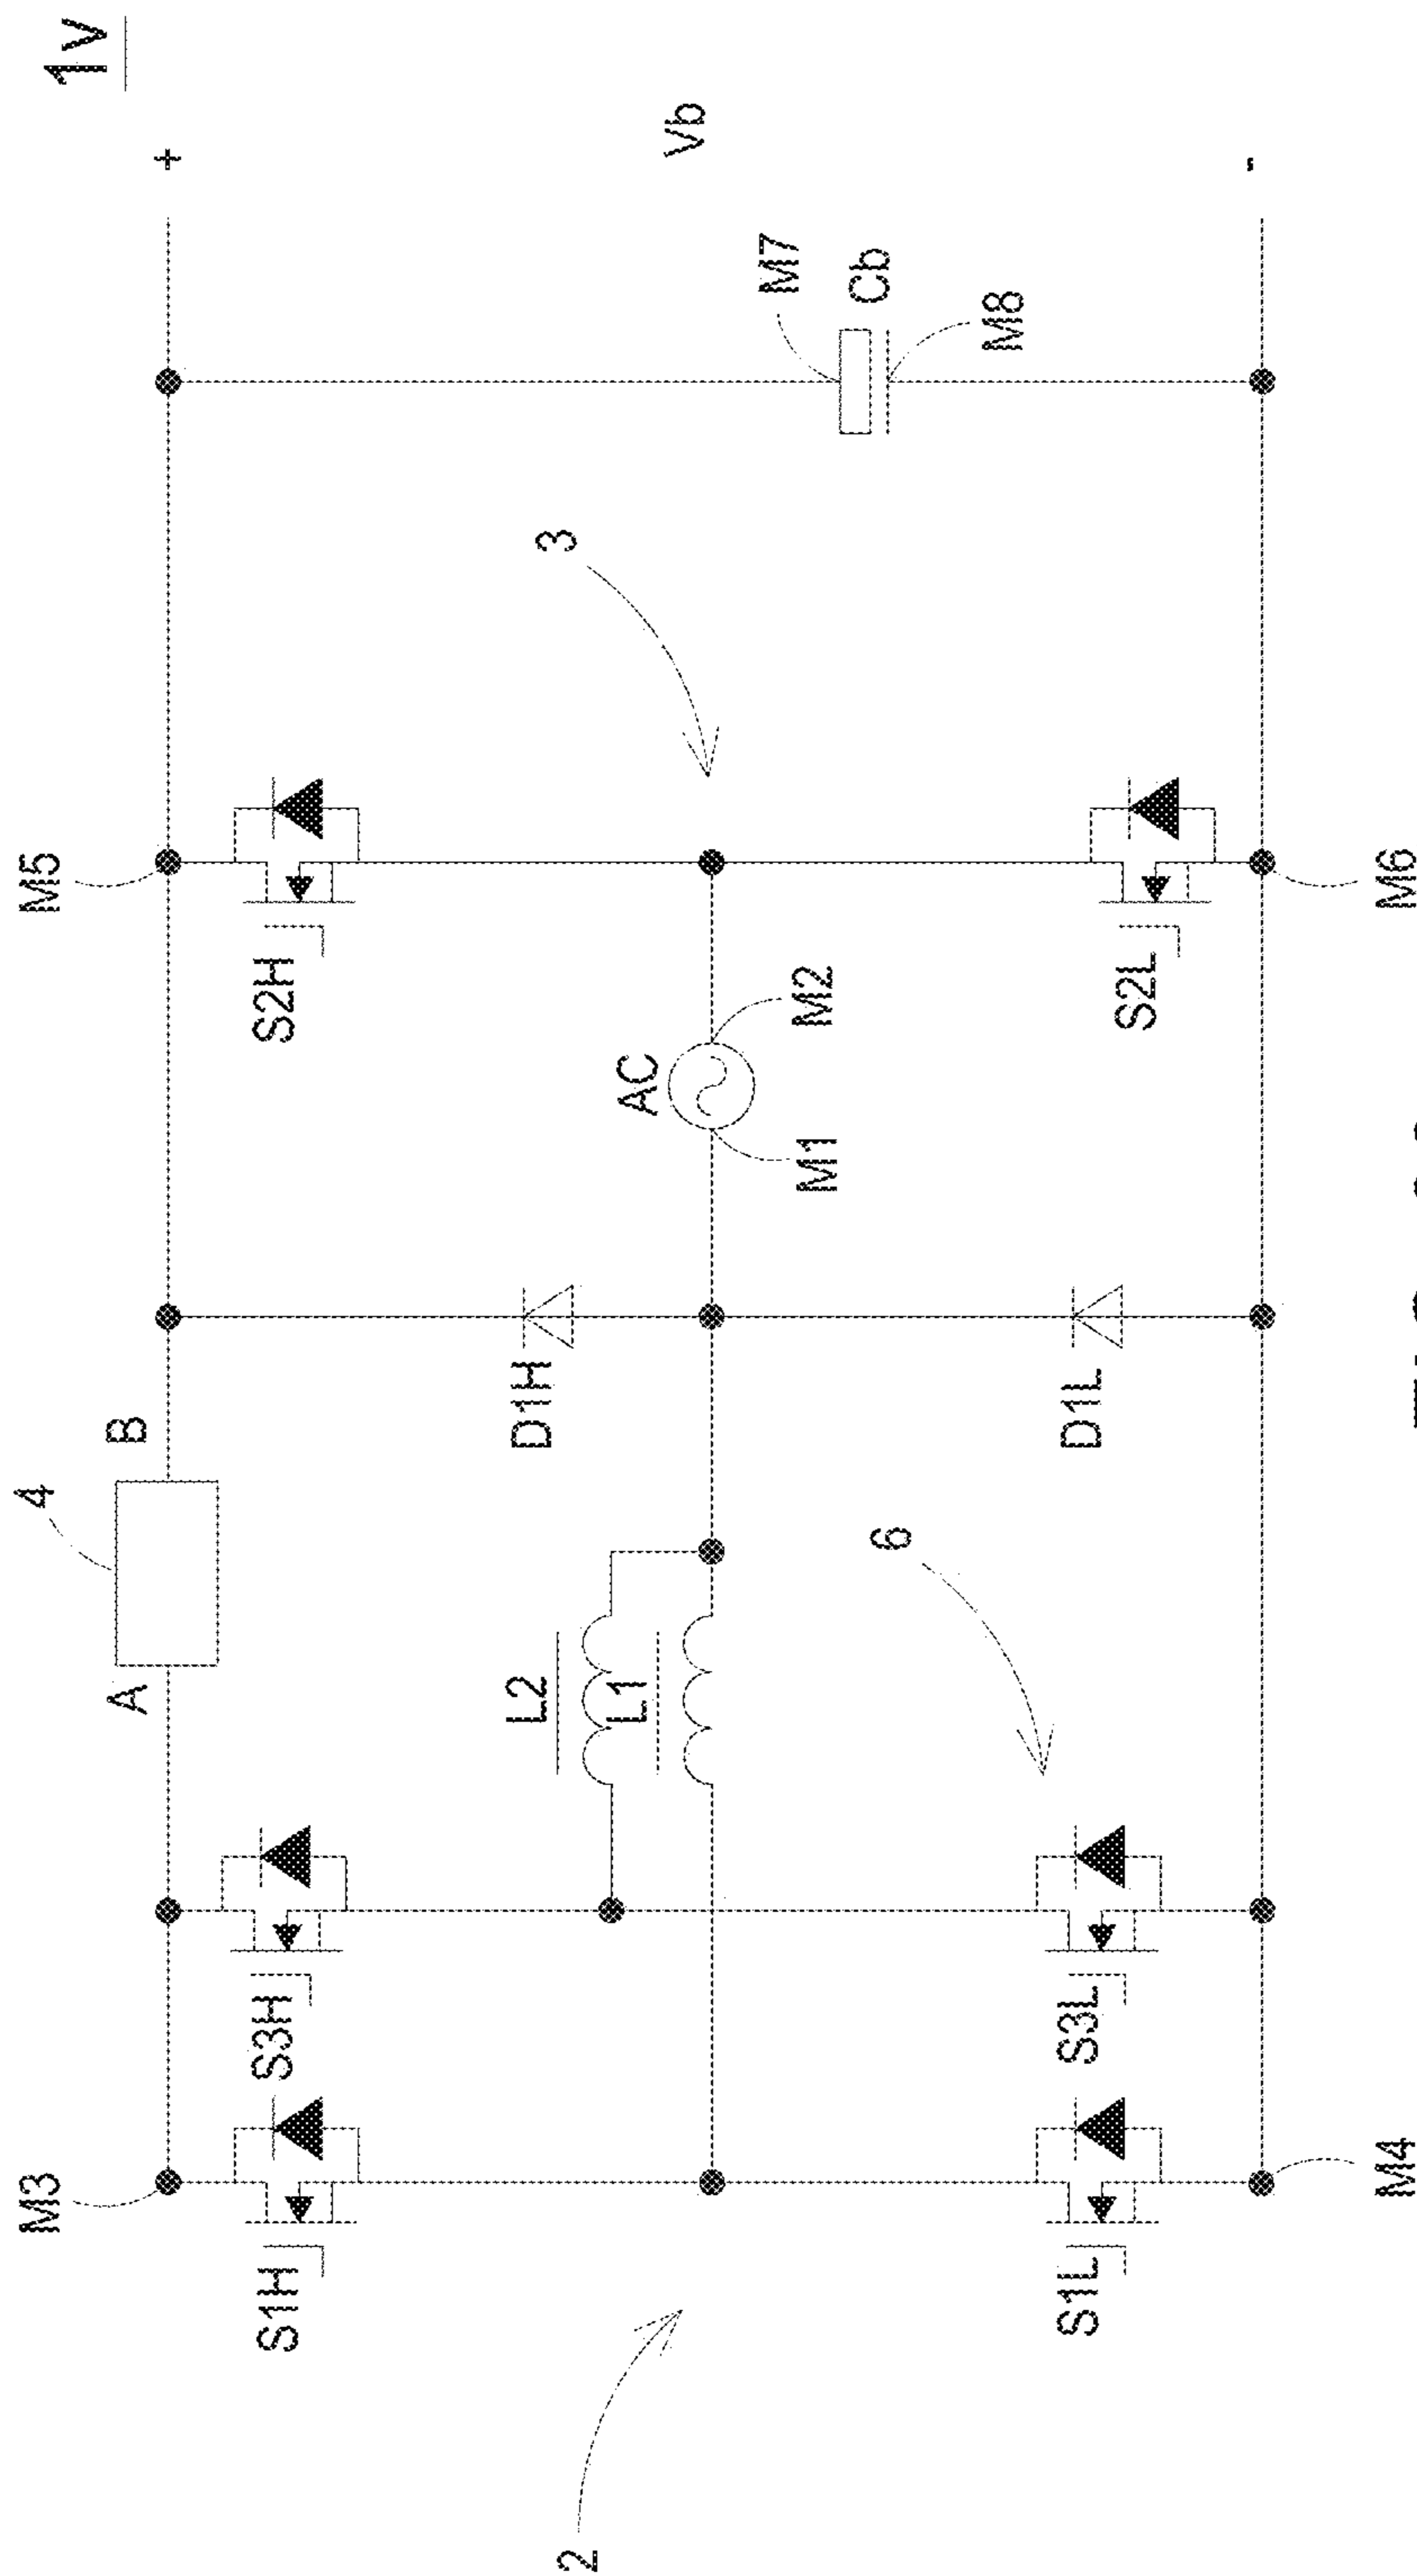 1v
M3
A
4
B
M5
+
S1H
S3H
S2H
L2
L1
D1H
AC
M1
M2
3
Vb
M7
Cb
M8
2
6
S1L
S3L
D1L
S2L
-
M4
M6